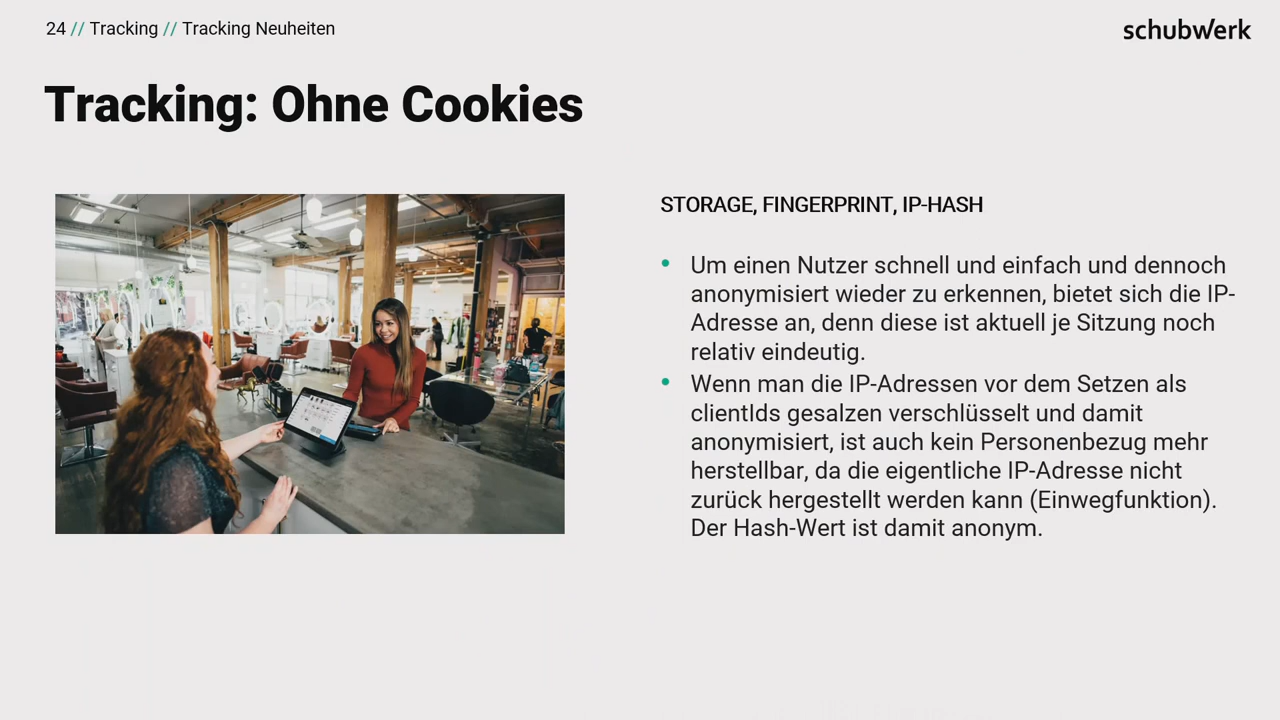 24 // Tracking // Tracking Neuheiten
schubwerk
Tracking: Ohne Cookies
STORAGE, FINGERPRINT, IP-HASH
• Um einen Nutzer schnell und einfach und dennoch
anonymisiert wieder zu erkennen, bietet sich die IP-
Adresse an, denn diese ist aktuell je Sitzung noch
relativ eindeutig.
• Wenn man die IP-Adressen vor dem Setzen als
clientIds gesalzen verschlüsselt und damit
anonymisiert, ist auch kein Personenbezug mehr
herstellbar, da die eigentliche IP-Adresse nicht
zurück hergestellt werden kann (Einwegfunktion).
Der Hash-Wert ist damit anonym.